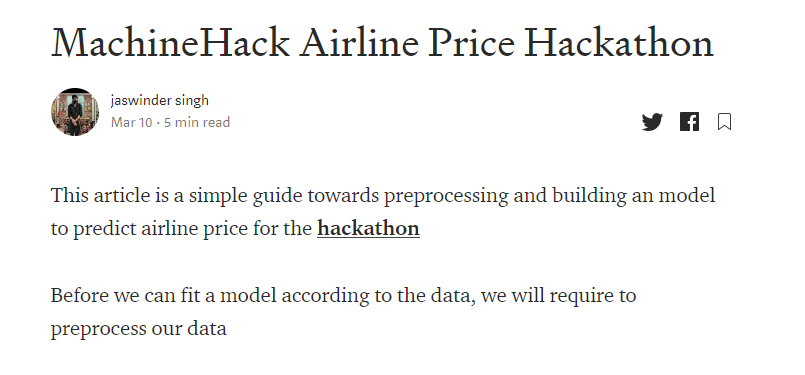 MachineHack Airline Price Hackathon
jaswinder singh
Mar 10 · 5 min read
This article is a simple guide towards preprocessing and building an model
to predict airline price for the hackathon
Before we can fit a model according to the data, we will require to
preprocess our data